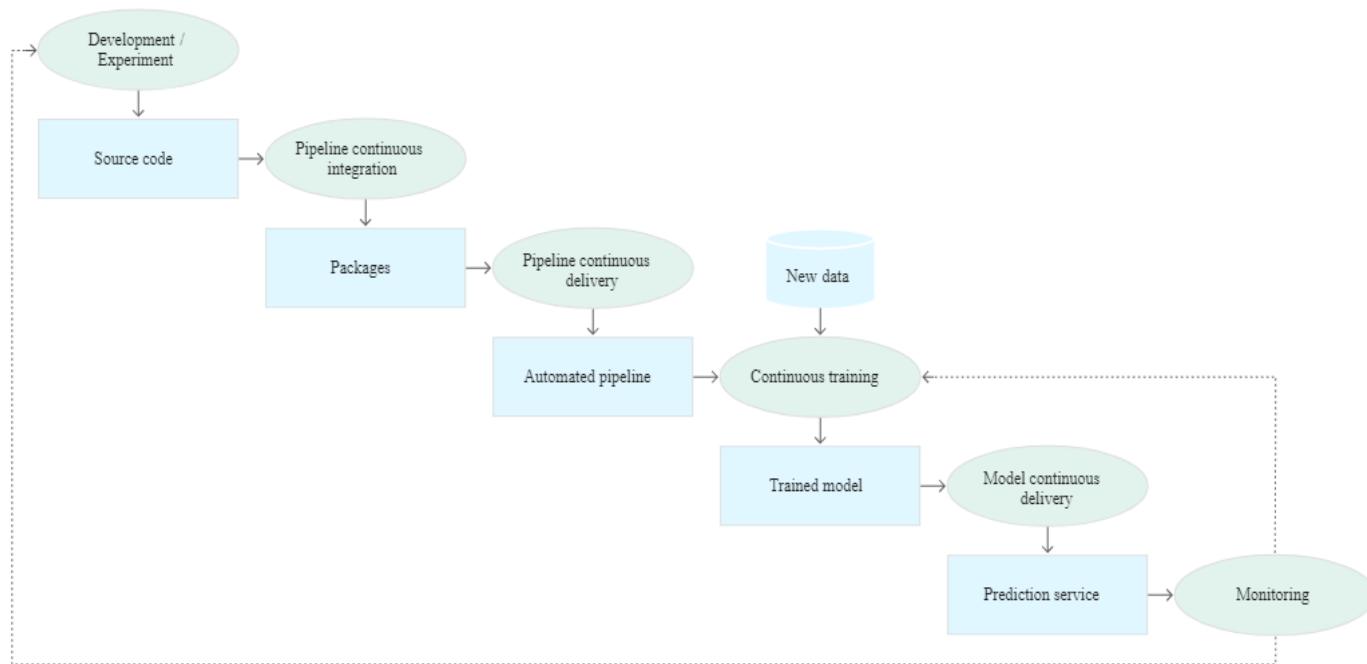 Development /
Experiment
Source code
Pipeline continuous
integration
Packages
Pipeline continuous
delivery
New data
Automated pipeline
Continuous training
Trained model
Model continuous
delivery
Prediction service
Monitoring